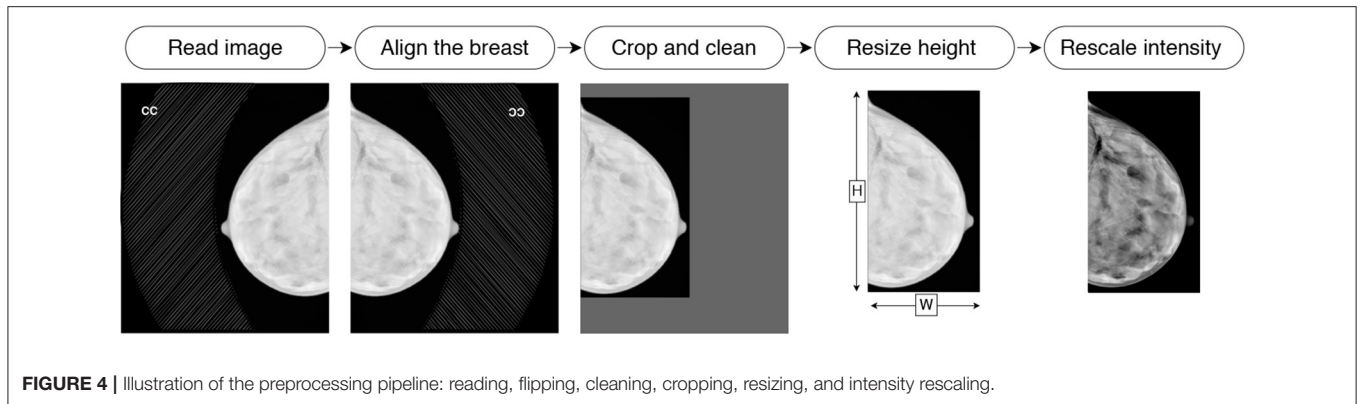 Read image
Align the breast
Crop and clean
Resize height
Rescale intensity
CC
CC
H
W
FIGURE 4 | Illustration of the preprocessing pipeline: reading, flipping, cleaning, cropping, resizing, and intensity rescaling.